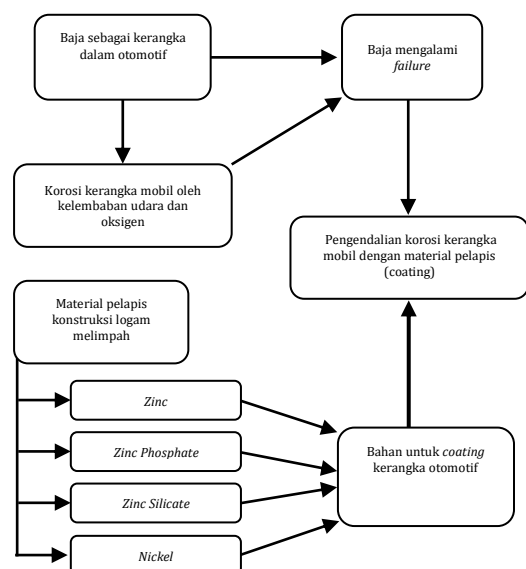 Baja sebagai kerangka
dalam otomotif
Baja mengalami
failure
Korosi kerangka mobil oleh
kelembaban udara dan
oksigen
Pengendalian korosi kerangka
mobil dengan material pelapis
(coating)
Material pelapis
konstruksi logam
melimpah
Zinc
Zinc Phosphate
Zinc Silicate
Nickel
Bahan untuk coating
kerangka otomotif